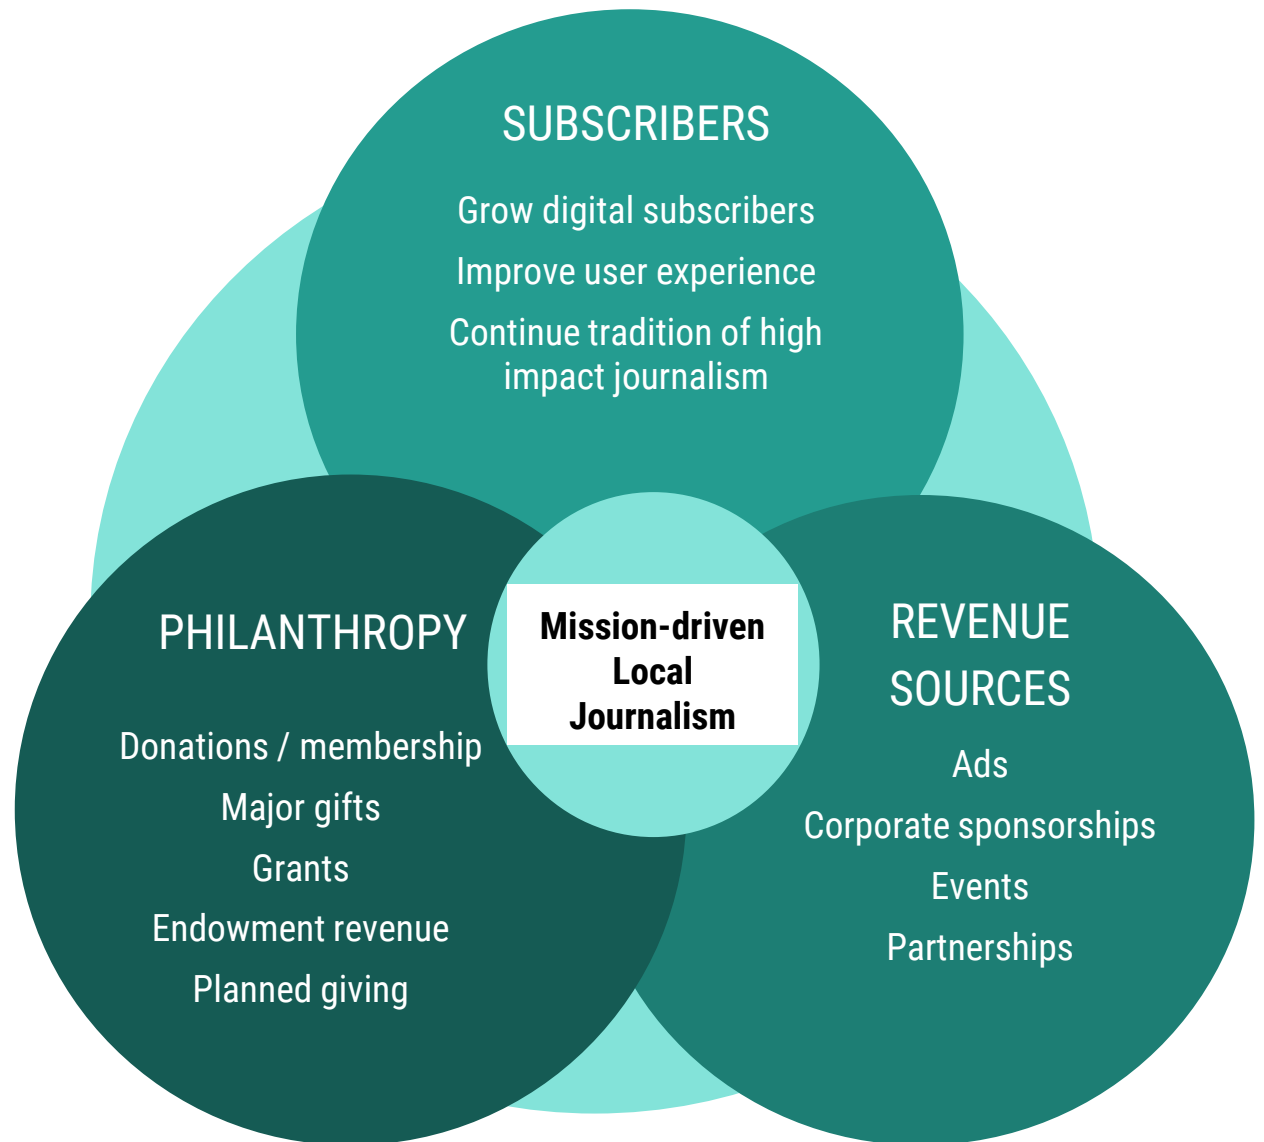 SUBSCRIBERS
Grow digital subscribers
Improve user experience
Continue tradition of high
impact journalism
PHILANTHROPY
Donations / membership
Major gifts
Grants
Endowment revenue
Planned giving
Mission-driven
Local
Journalism
REVENUE
SOURCES
Ads
Corporate sponsorships
Events
Partnerships